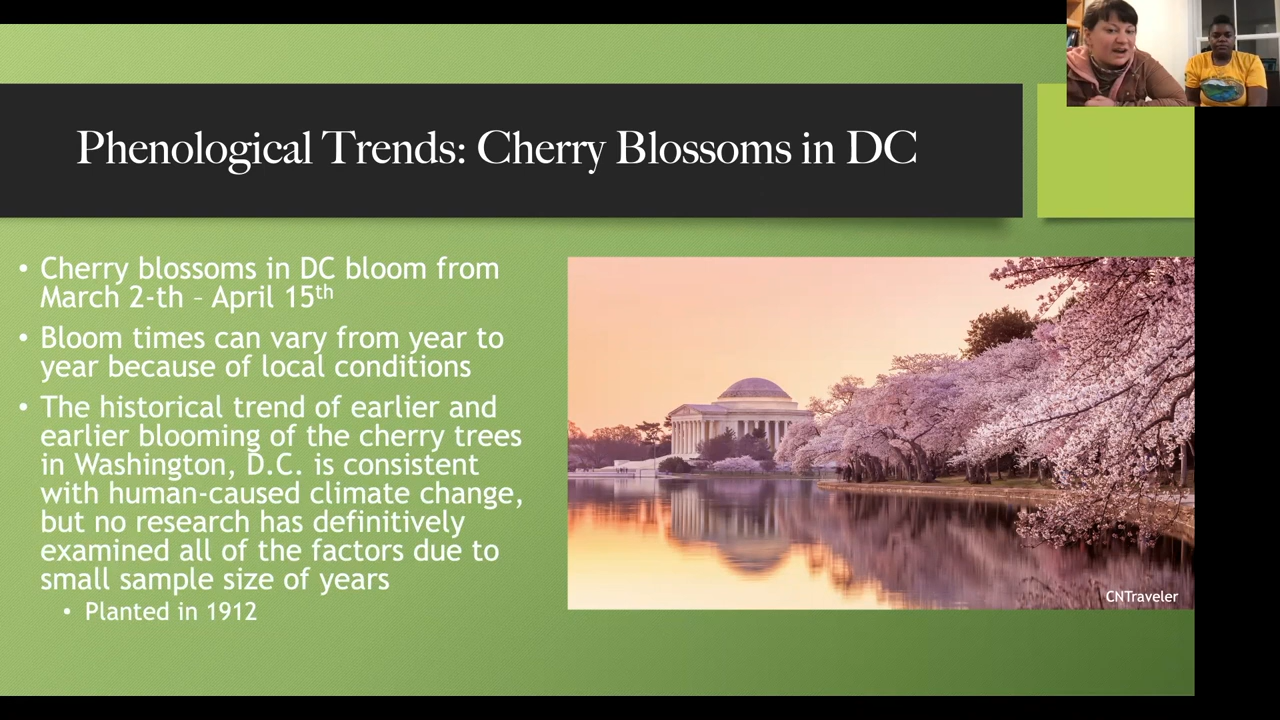 Phenological Trends: Cherry Blossoms in DC
• Cherry blossoms in DC bloom from
March 2-th – April 15th
• Bloom times can vary from year to
year because of local conditions
• The historical trend of earlier and
earlier blooming of the cherry trees
in Washington, D.C. is consistent
with human-caused climate change,
but no research has definitively
examined all of the factors due to
small sample size of years
• Planted in 1912
CNTraveler